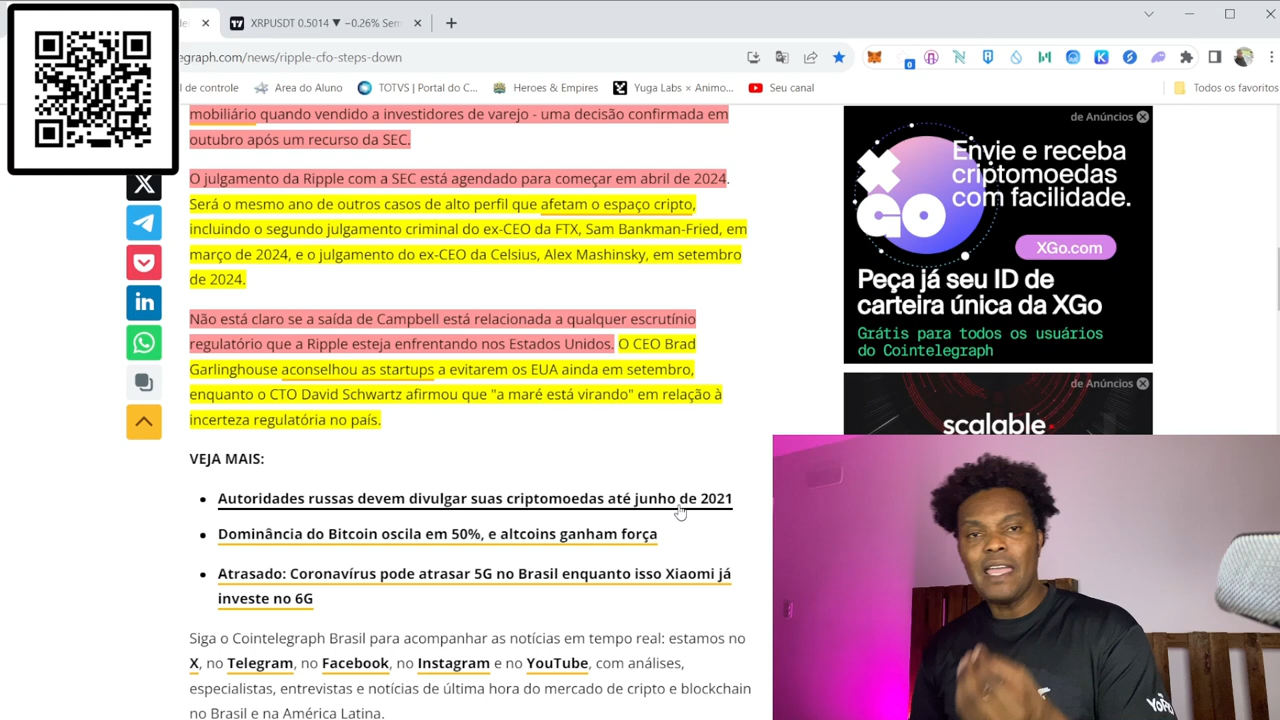 XRPUSDT 0.5014 ▼ −0.26% Sem
egraph.com/news/ripple-cfo-steps-down
de controle
Area do Aluno
TOTVS | Portal do C...
Heroes & Empires
Yuga Labs × Animo...
Seu canal
Todos os favoritos
mobiliário quando vendido a investidores de varejo - uma decisão confirmada em
outubro após um recurso da SEC.
O julgamento da Ripple com a SEC está agendado para começar em abril de 2024.
Será o mesmo ano de outros casos de alto perfil que afetam o espaço cripto,
incluindo o segundo julgamento criminal do ex-CEO da FTX, Sam Bankman-Fried, em
março de 2024, e o julgamento do ex-CEO da Celsius, Alex Mashinsky, em setembro
de 2024.
Não está claro se a saída de Campbell está relacionada a qualquer escrutínio
regulatório que a Ripple esteja enfrentando nos Estados Unidos. O CEO Brad
Garlinghouse aconselhou as startups a evitarem os EUA ainda em setembro,
enquanto o CTO David Schwartz afirmou que "a maré está virando" em relação à
incerteza regulatória no país.
VEJA MAIS:
Autoridades russas devem divulgar suas criptomoedas até junho de 2021
Dominância do Bitcoin oscila em 50%, e altcoins ganham força
Atrasado: Coronavírus pode atrasar 5G no Brasil enquanto isso Xiaomi já
investe no 6G
Siga o Cointelegraph Brasil para acompanhar as notícias em tempo real: estamos no
X, no Telegram, no Facebook, no Instagram e no YouTube, com análises,
especialistas, entrevistas e notícias de última hora do mercado de cripto e blockchain
no Brasil e na América Latina.
de Anúncios
XGO
Envie e receba
criptomoedas
com facilidade.
XGo.com
Peça já seu ID de
carteira única da XGo
Grátis para todos os usuários
do Cointelegraph
de Anúncios
scalable